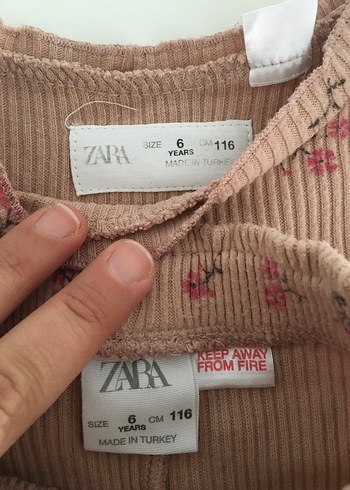 ZARA
SIZE 6 CM 116
YEARS
MADE IN TURKEY
ZARA
SIZE 6 CM 116
YEARS
MADE IN TURKEY
KEEP AWAY
FROM FIRE